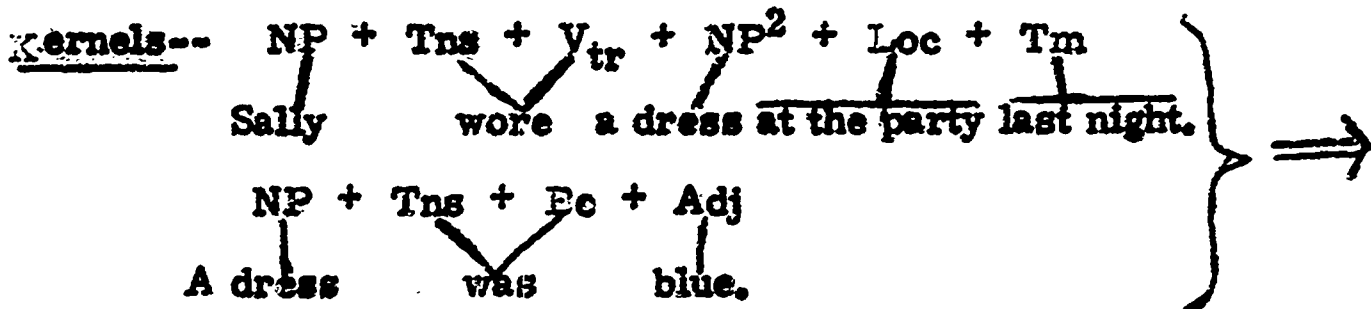 Kernels-- NP + Tns + Vtr + NP² + Loc + Tm
Sally wore a dress at the party last night.
NP + Tns + Be + Adj
A dress was blue.